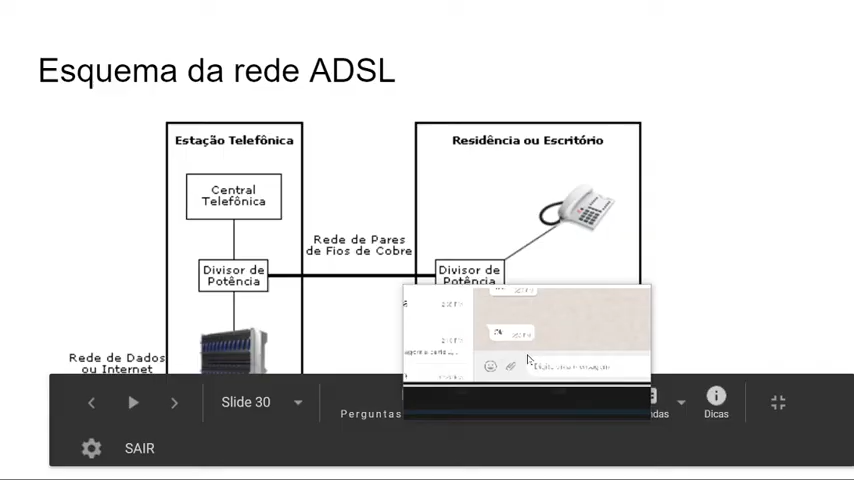 Esquema da rede ADSL
Estação Telefônica
Residência ou Escritório
Central
Telefônica
Rede de Pares
de Fios de Cobre
Divisor de
Potência
Divisor de
Potência
Rede de Dados
ou Internet
Slide 30
Perguntas
Dicas
SAIR